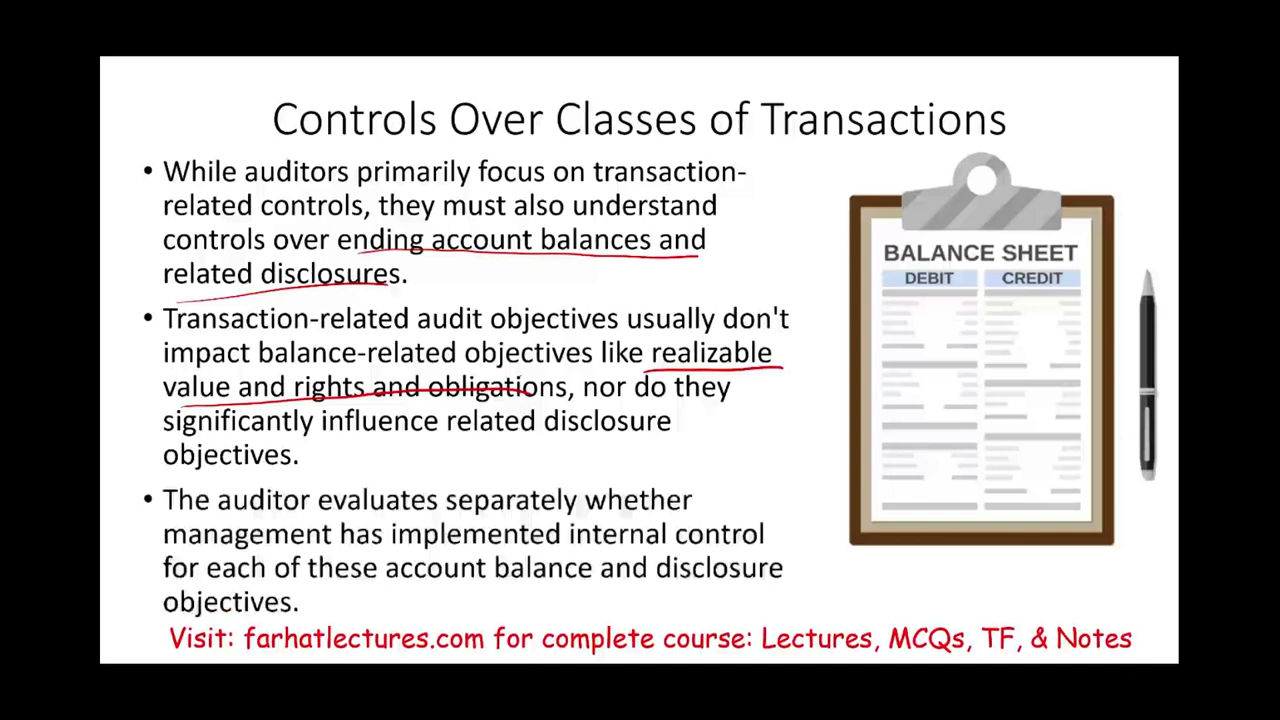 Controls Over Classes of Transactions
• While auditors primarily focus on transaction-
related controls, they must also understand
controls over ending account balances and
related disclosures.
• Transaction-related audit objectives usually don't
impact balance-related objectives like realizable
value and rights and obligations, nor do they
significantly influence related disclosure
objectives.
• The auditor evaluates separately whether
management has implemented internal control
for each of these account balance and disclosure
objectives.
BALANCE SHEET
DEBIT CREDIT
Visit: farhatlectures.com for complete course: Lectures, MCQs, TF, & Notes